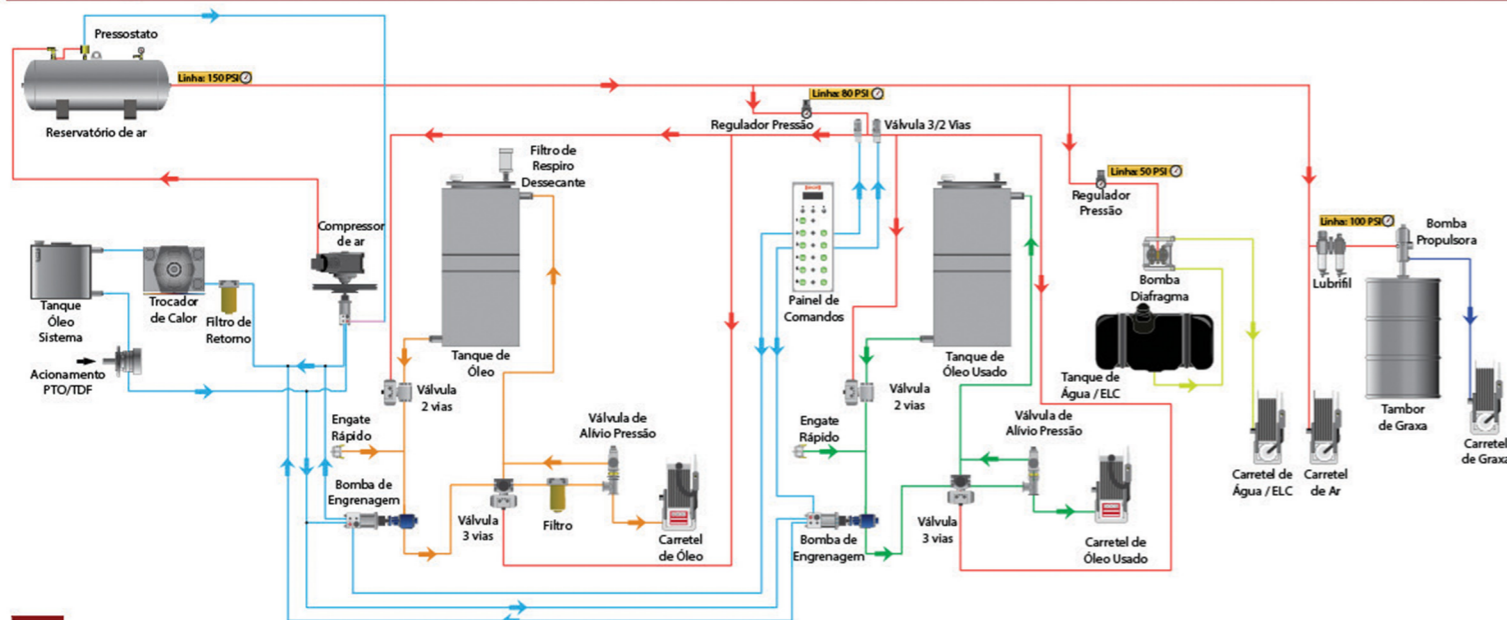 Pressostato
Linha: 150 PSI
Reservatório de ar
Linha: 80 PSI
Regulador Pressão
Válvula 3/2 Vias
Filtro de
Respiro
Dessecante
Linha: 50 PSI
Regulador
Pressão
Linha: 100 PSI
Bomba
Propulsora
Lubrifil
Compressor
de ar
Tanque
Óleo
Sistema
Trocador
de Calor
Filtro de
Retorno
Acionamento
PTO/TDF
Tanque de
Óleo
Painel de
Comandos
Tanque de
Óleo Usado
Bomba
Diafragma
Tanque de
Água / ELC
Tambor
de Graxa
Carretel
de Graxa
Carretel de
Água / ELC
Carretel
de Ar
Válvula
2 vias
Engate
Rápido
Válvula de
Alívio Pressão
Bomba de
Engrenagem
Válvula
3 vias
Filtro
Carretel
de Óleo
Válvula
2 vias
Engate
Rápido
Válvula de
Alívio Pressão
Bomba de
Engrenagem
Válvula
3 vias
Carretel de
Óleo Usado